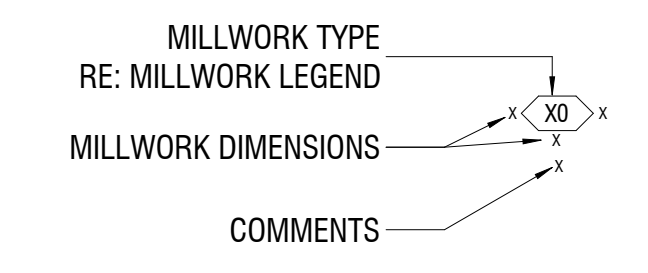 MILLWORK TYPE
RE: MILLWORK LEGEND
X X0 X
MILLWORK DIMENSIONS
X
X
COMMENTS